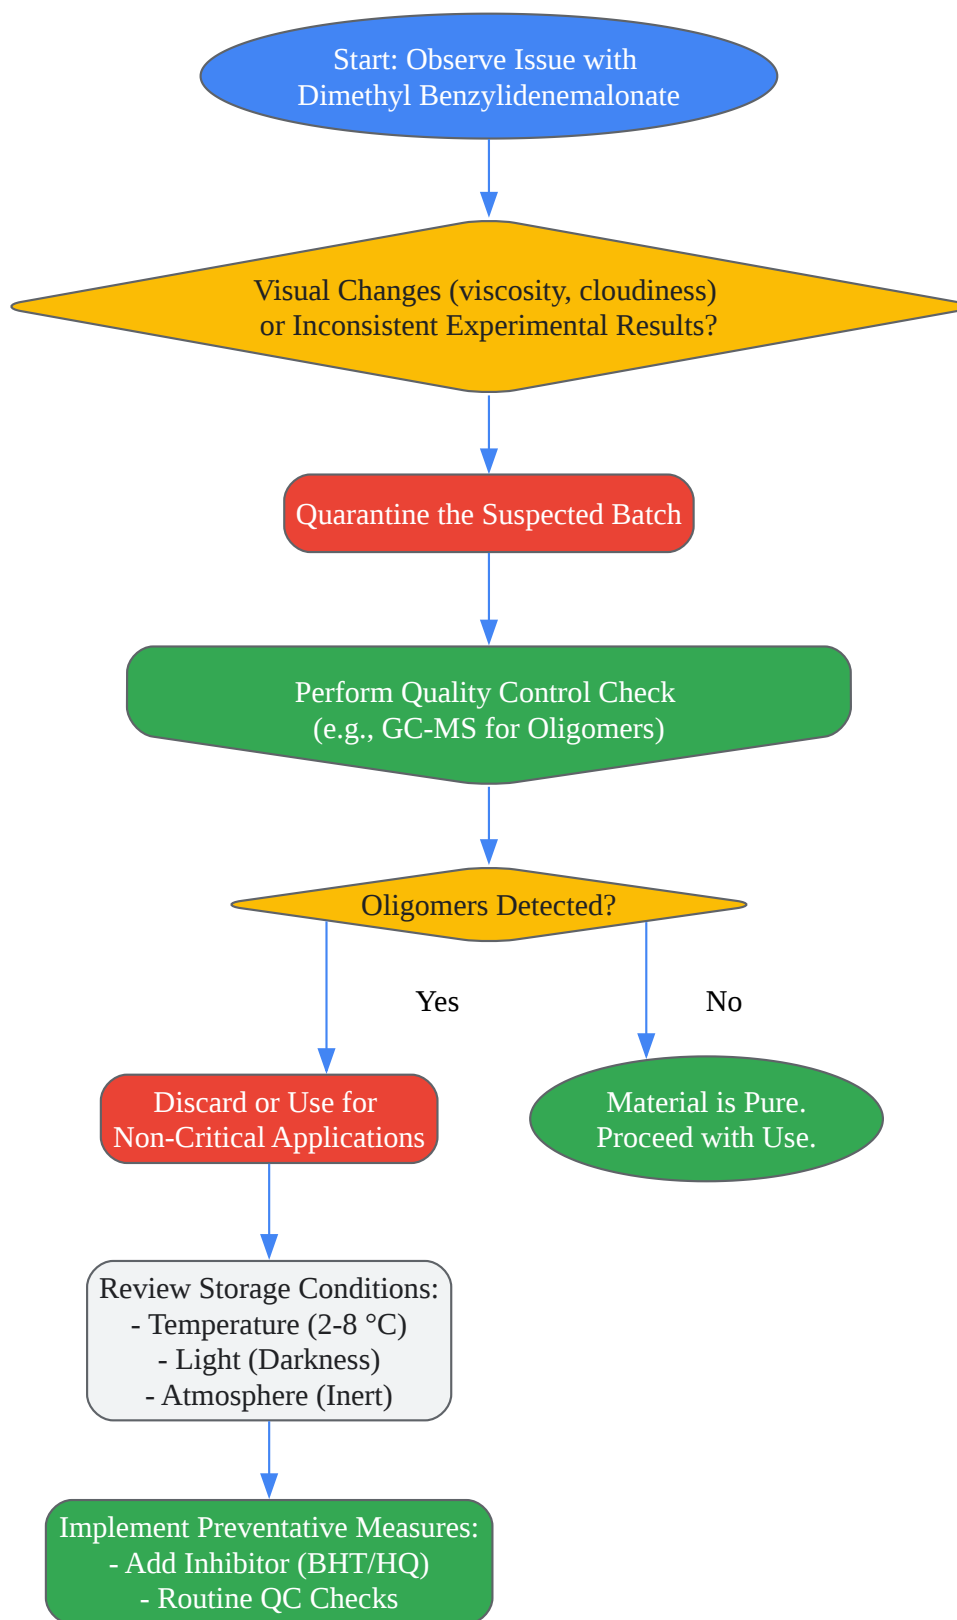 Start: Observe Issue with
Dimethyl Benzylidenemalonate
Visual Changes (viscosity, cloudiness)
or Inconsistent Experimental Results?
Quarantine the Suspected Batch
Perform Quality Control Check
(e.g., GC-MS for Oligomers)
Oligomers Detected?
Yes
No
Discard or Use for
Non-Critical Applications
Material is Pure.
Proceed with Use.
Review Storage Conditions:
- Temperature (2-8 °C)
- Light (Darkness)
- Atmosphere (Inert)
Implement Preventative Measures:
- Add Inhibitor (BHT/HQ)
- Routine QC Checks